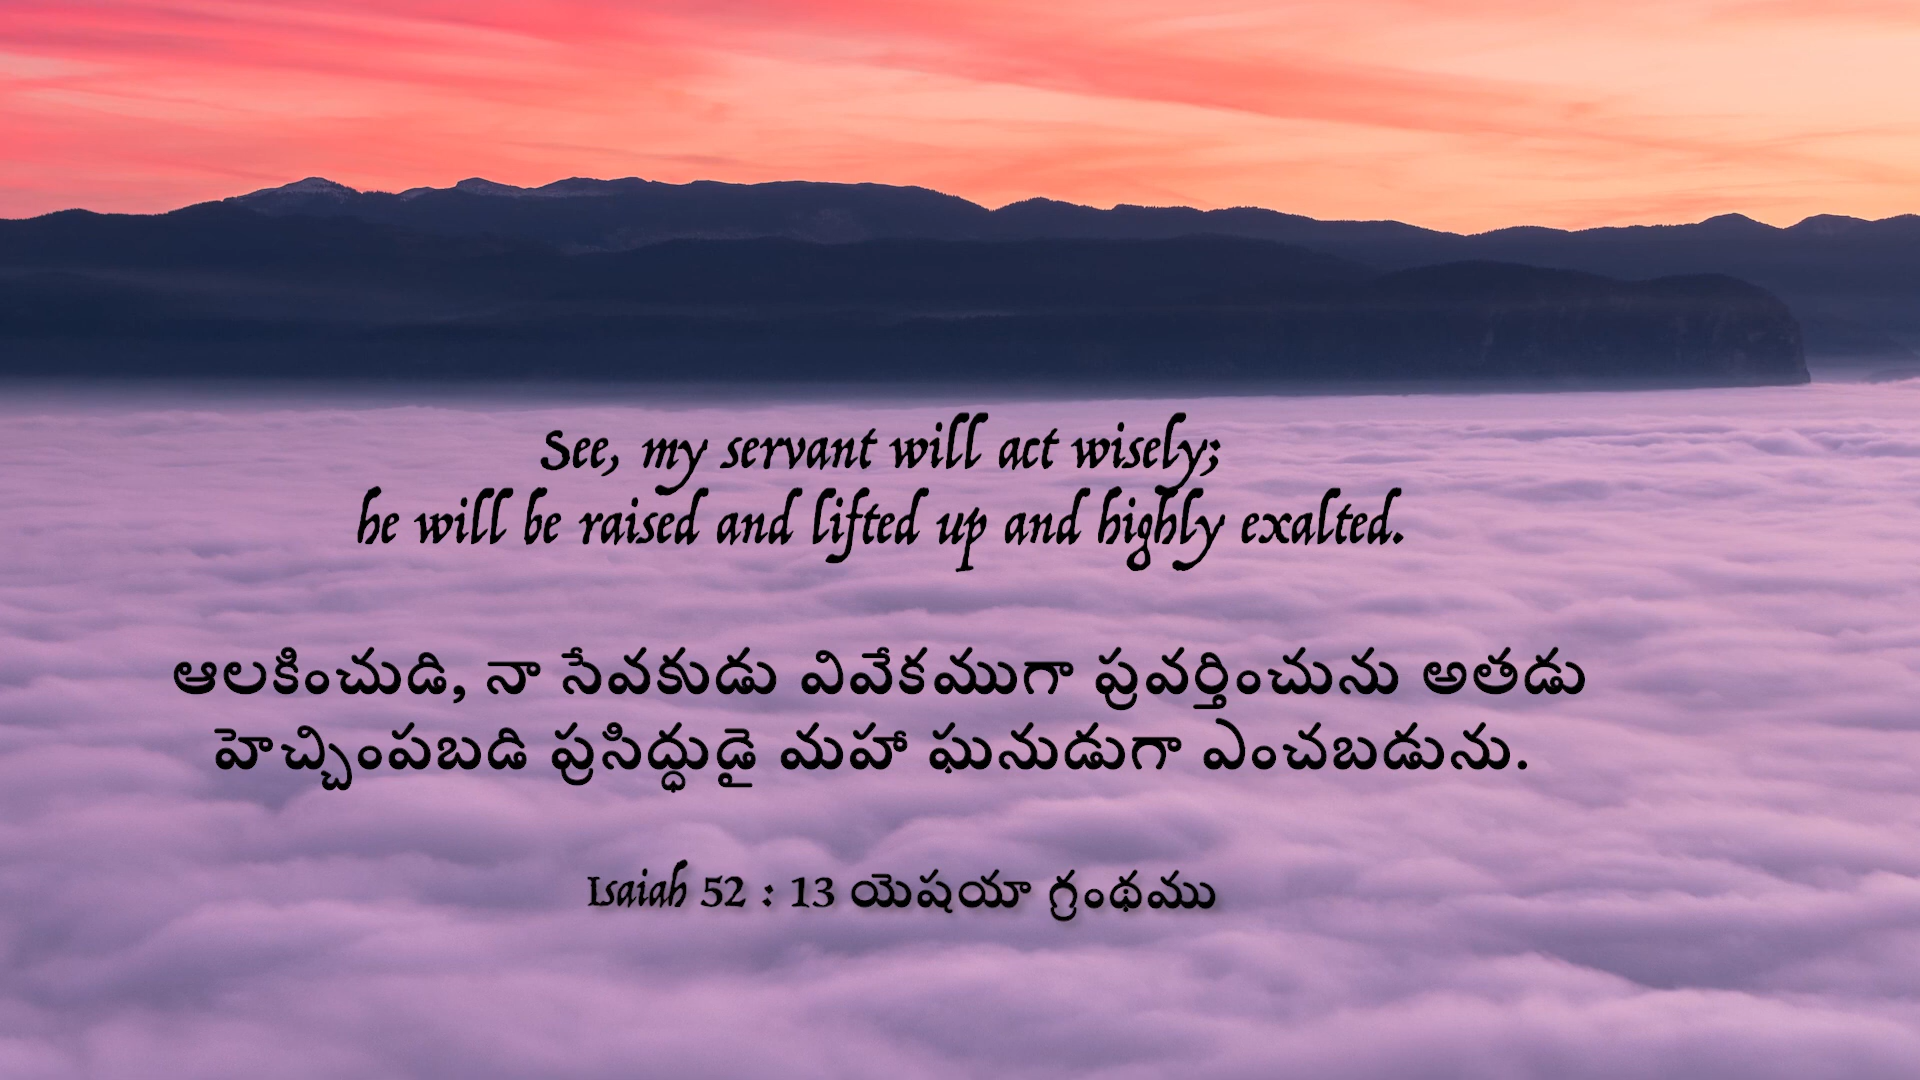 See, my servant will act wisely;
he will be raised and lifted up and highly exalted.
ఆలకించుడి, నా సేవకుడు వివేకముగా ప్రవర్తించును అతడు
హెచ్చింపబడి ప్రసిద్ధుడై మహా ఘనుడుగా ఎంచబడును.
Isaiah 52 : 13 యెషయా గ్రంథము